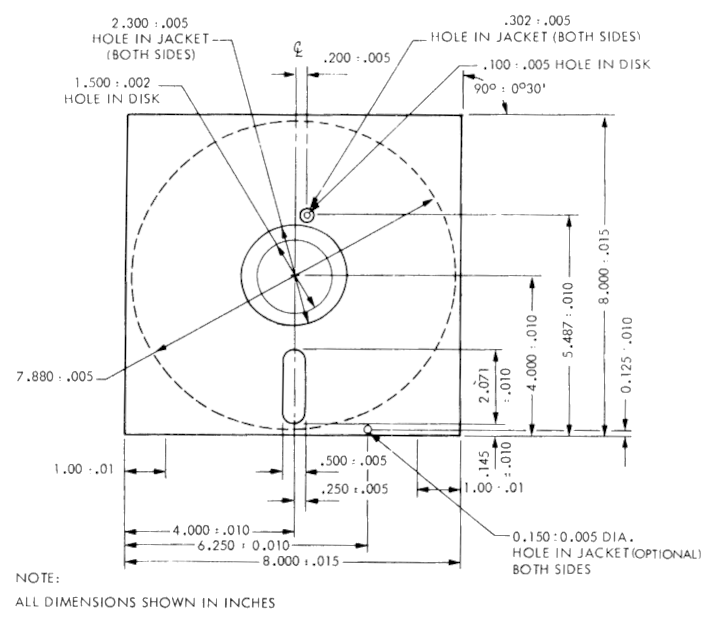 2.300 ± .005
HOLE IN JACKET
(BOTH SIDES)
1.500 ± .002
HOLE IN DISK
℄
.200 ± .005
.302 ± .005
HOLE IN JACKET (BOTH SIDES)
.100 ± .005 HOLE IN DISK
90° ± 0°30'
7.880 ± .005
2.071
± .010
4.000 ± .010
5.487 ± .010
8.000 ± .015
0.125 ± .010
.145
± .010
1.00 ± .01
.500 ± .005
.250 ± .005
1.00 ± .01
4.000 ± .010
6.250 ± 0.010
8.000 ± .015
0.150 ± 0.005 DIA.
HOLE IN JACKET (OPTIONAL)
BOTH SIDES
NOTE:
ALL DIMENSIONS SHOWN IN INCHES